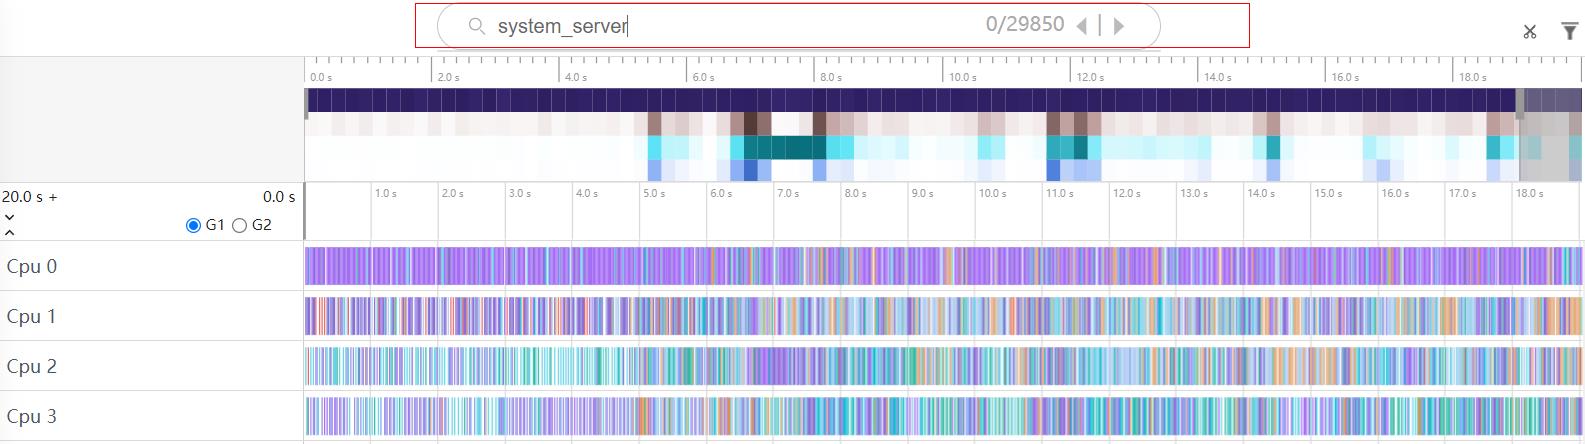 system_server 0/29850
0.0 s 2.0 s 4.0 s 6.0 s 8.0 s 10.0 s 12.0 s 14.0 s 16.0 s 18.0 s
20.0 s + 0.0 s 1.0 s 2.0 s 3.0 s 4.0 s 5.0 s 6.0 s 7.0 s 8.0 s 9.0 s 10.0 s 11.0 s 12.0 s 13.0 s 14.0 s 15.0 s 16.0 s 17.0 s 18.0 s
G1 G2
Cpu 0
Cpu 1
Cpu 2
Cpu 3